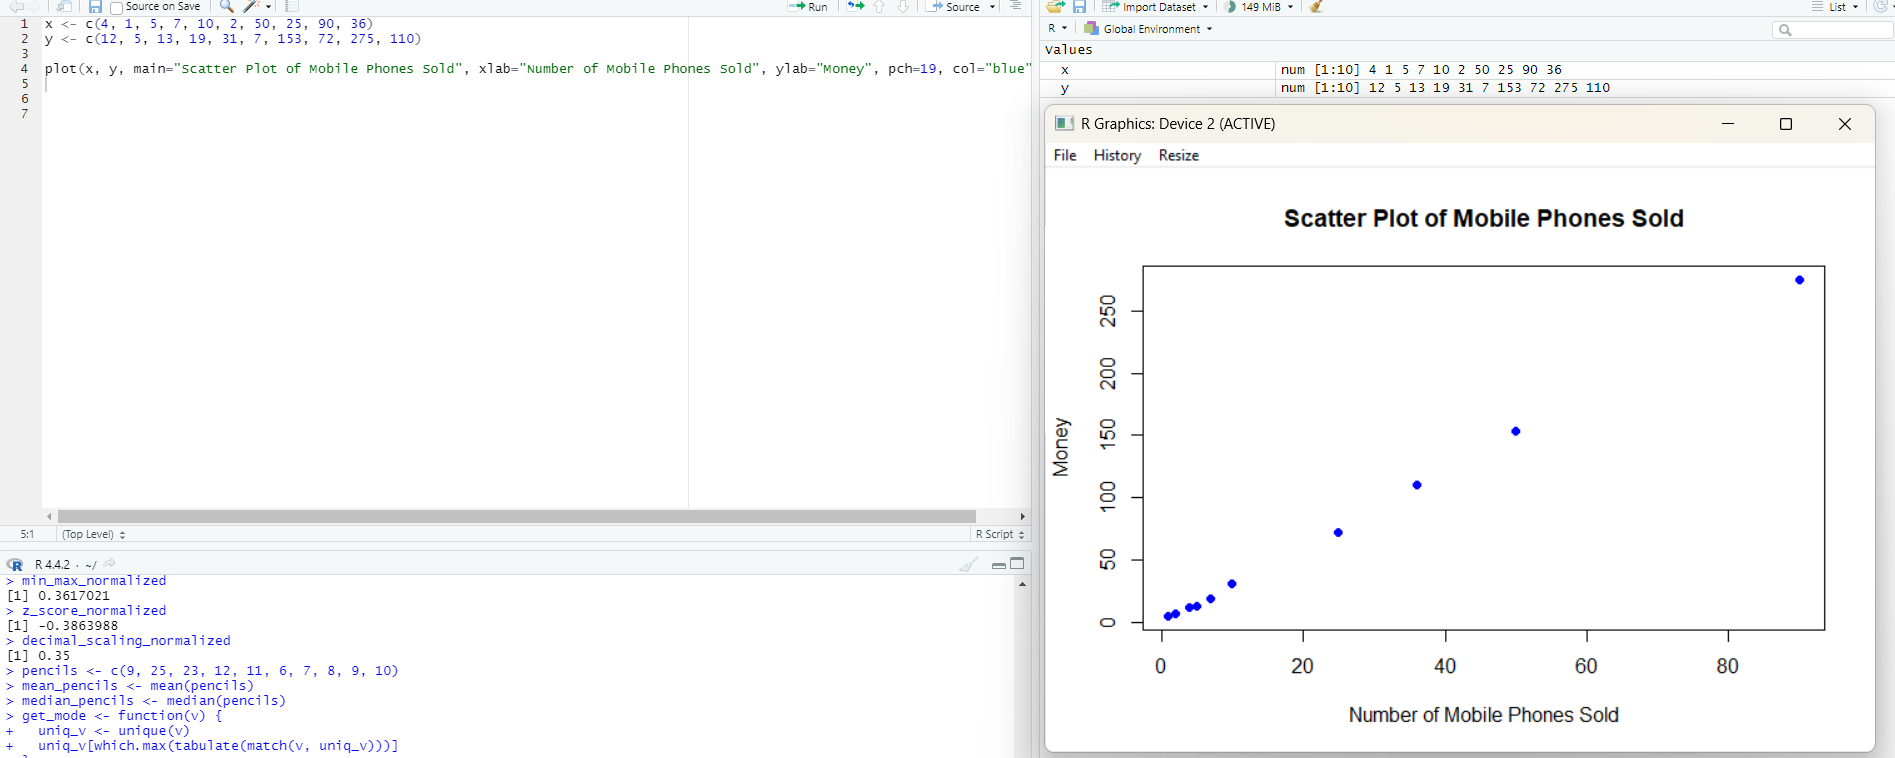 Source on Save
Run
Source
1 x <- c(4, 1, 5, 7, 10, 2, 50, 25, 90, 36)
2 y <- c(12, 5, 13, 19, 31, 7, 153, 72, 275, 110)
3
4 plot(x, y, main="Scatter Plot of Mobile Phones Sold", xlab="Number of Mobile Phones Sold", ylab="Money", pch=19, col="blue"
5
6
7
5:1 (Top Level) R Script
R 4.4.2 · ~/
> min_max_normalized
[1] 0.3617021
> z_score_normalized
[1] -0.3863988
> decimal_scaling_normalized
[1] 0.35
> pencils <- c(9, 25, 23, 12, 11, 6, 7, 8, 9, 10)
> mean_pencils <- mean(pencils)
> median_pencils <- median(pencils)
> get_mode <- function(v) {
+   uniq_v <- unique(v)
+   uniq_v[which.max(tabulate(match(v, uniq_v)))]
Import Dataset 149 MiB List
R Global Environment
Values
x num [1:10] 4 1 5 7 10 2 50 25 90 36
y num [1:10] 12 5 13 19 31 7 153 72 275 110
R Graphics: Device 2 (ACTIVE)
File History Resize
Scatter Plot of Mobile Phones Sold
Money
250
200
150
100
50
0
0 20 40 60 80
Number of Mobile Phones Sold